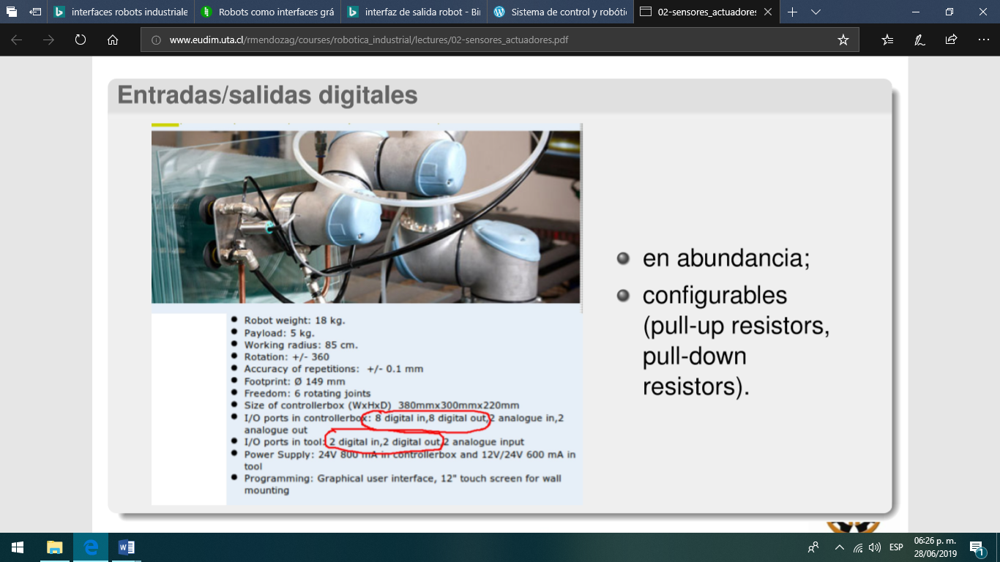 interfaces robots industriale
Robots como interfaces grá
interfaz de salida robot - Bi
Sistema de control y robóti
02-sensores_actuadores
www.eudim.uta.cl/rmendozag/courses/robotica_industrial/lectures/02-sensores_actuadores.pdf
Entradas/salidas digitales
Robot weight: 18 kg.
Payload: 5 kg.
Working radius: 85 cm.
Rotation: +/- 360
Accuracy of repetitions: +/- 0.1 mm
Footprint: Ø 149 mm
Freedom: 6 rotating joints
Size of controllerbox (WxHxD) 380mmx300mmx220mm
I/O ports in controllerbox: 8 digital in,8 digital out,2 analogue in,2
analogue out
I/O ports in tool: 2 digital in,2 digital out,2 analogue input
Power Supply: 24V 800 mA in controllerbox and 12V/24V 600 mA in
tool
Programming: Graphical user interface, 12" touch screen for wall
mounting
en abundancia;
configurables
(pull-up resistors,
pull-down
resistors).
ESP
06:26 p. m.
28/06/2019
1